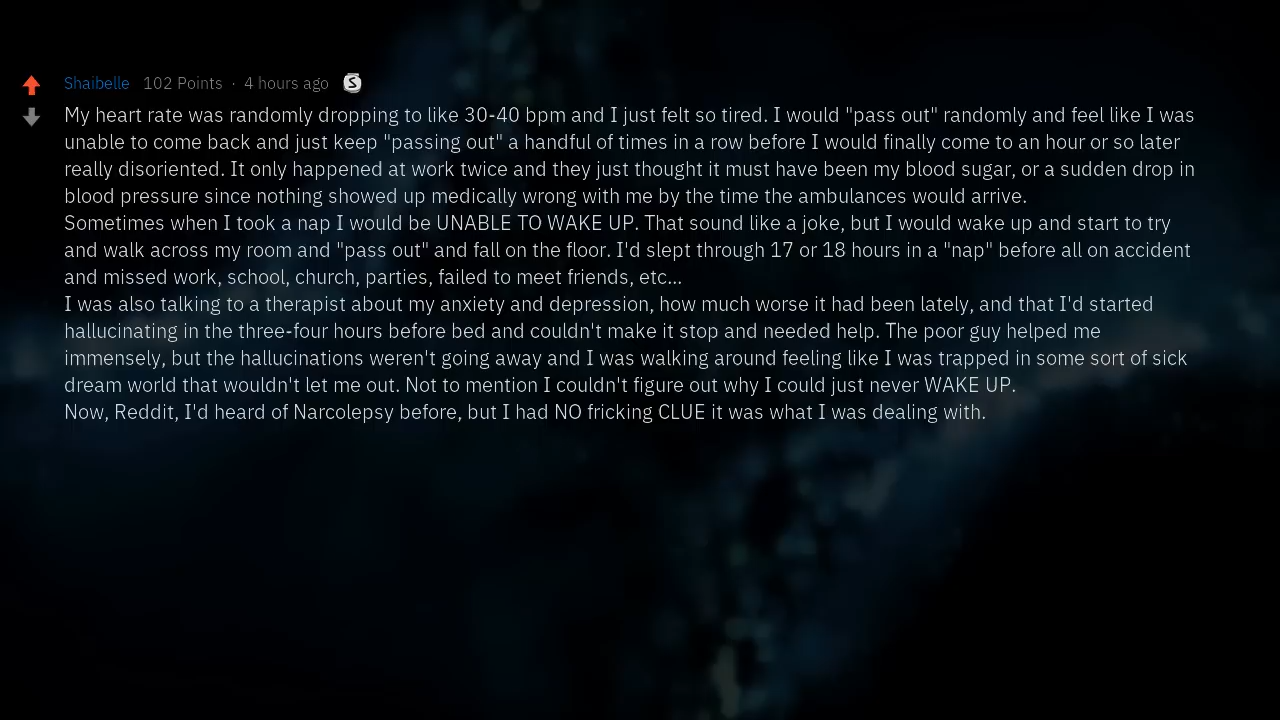 Shaibelle 102 Points · 4 hours ago
My heart rate was randomly dropping to like 30-40 bpm and I just felt so tired. I would "pass out" randomly and feel like I was
unable to come back and just keep "passing out" a handful of times in a row before I would finally come to an hour or so later
really disoriented. It only happened at work twice and they just thought it must have been my blood sugar, or a sudden drop in
blood pressure since nothing showed up medically wrong with me by the time the ambulances would arrive.
Sometimes when I took a nap I would be UNABLE TO WAKE UP. That sound like a joke, but I would wake up and start to try
and walk across my room and "pass out" and fall on the floor. I'd slept through 17 or 18 hours in a "nap" before all on accident
and missed work, school, church, parties, failed to meet friends, etc...
I was also talking to a therapist about my anxiety and depression, how much worse it had been lately, and that I'd started
hallucinating in the three-four hours before bed and couldn't make it stop and needed help. The poor guy helped me
immensely, but the hallucinations weren't going away and I was walking around feeling like I was trapped in some sort of sick
dream world that wouldn't let me out. Not to mention I couldn't figure out why I could just never WAKE UP.
Now, Reddit, I'd heard of Narcolepsy before, but I had NO fricking CLUE it was what I was dealing with.